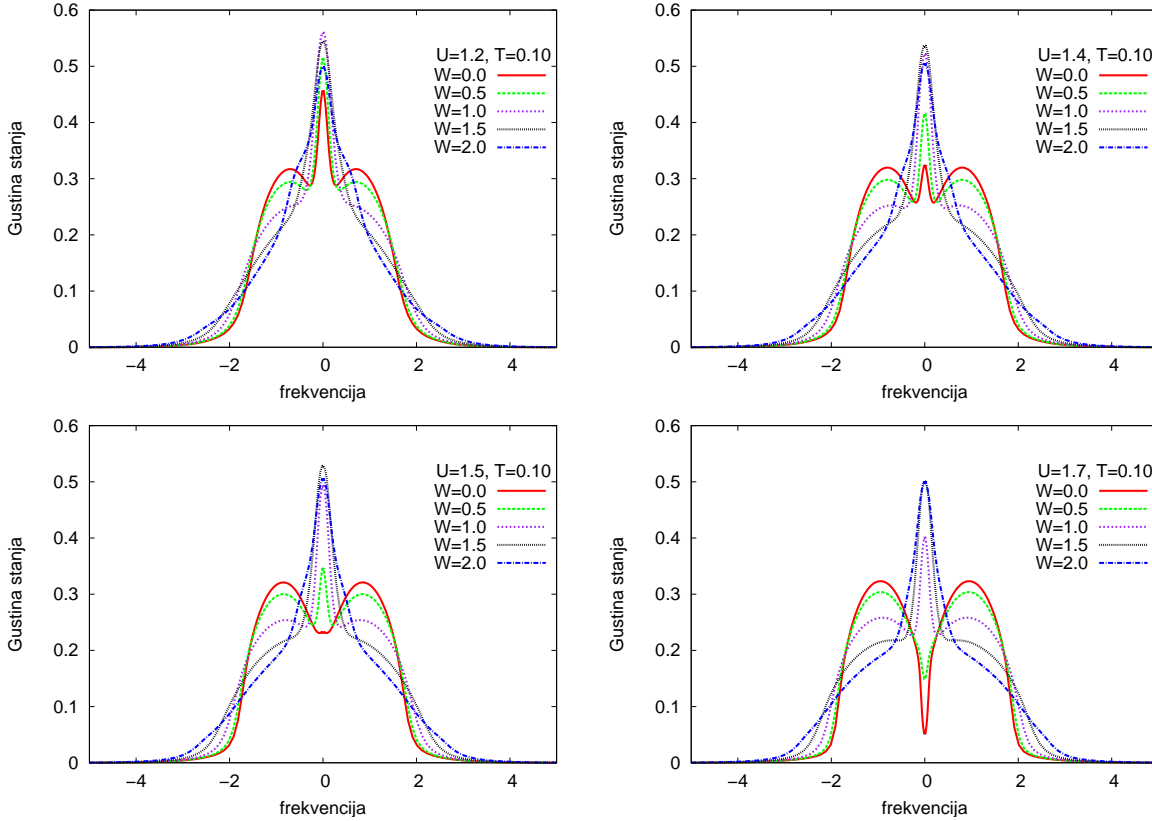 0.6
0.5
0.4
0.3
0.2
0.1
0
Gustina stanja
U=1.2, T=0.10
W=0.0
W=0.5
W=1.0
W=1.5
W=2.0
−4 −2 0 2 4
frekvencija
0.6
0.5
0.4
0.3
0.2
0.1
0
Gustina stanja
U=1.4, T=0.10
W=0.0
W=0.5
W=1.0
W=1.5
W=2.0
−4 −2 0 2 4
frekvencija
0.6
0.5
0.4
0.3
0.2
0.1
0
Gustina stanja
U=1.5, T=0.10
W=0.0
W=0.5
W=1.0
W=1.5
W=2.0
−4 −2 0 2 4
frekvencija
0.6
0.5
0.4
0.3
0.2
0.1
0
Gustina stanja
U=1.7, T=0.10
W=0.0
W=0.5
W=1.0
W=1.5
W=2.0
−4 −2 0 2 4
frekvencija